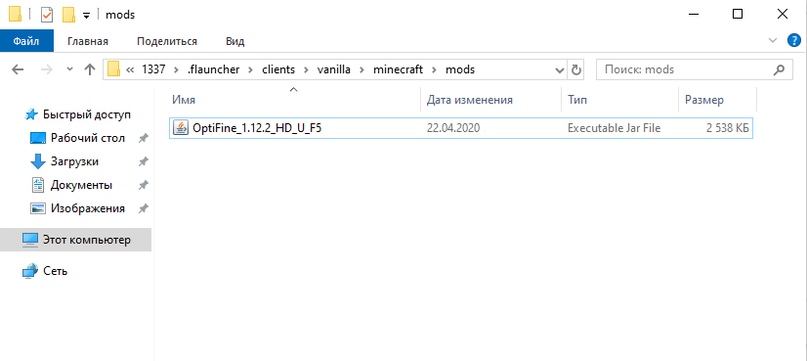 mods
Файл Главная Поделиться Вид
« 1337 › .flauncher › clients › vanilla › minecraft › mods Поиск: mods
Имя Дата изменения Тип Размер
Быстрый доступ
OptiFine_1.12.2_HD_U_F5 22.04.2020 Executable Jar File 2 538 КБ
Рабочий стол
Загрузки
Документы
Изображения
Этот компьютер
Сеть